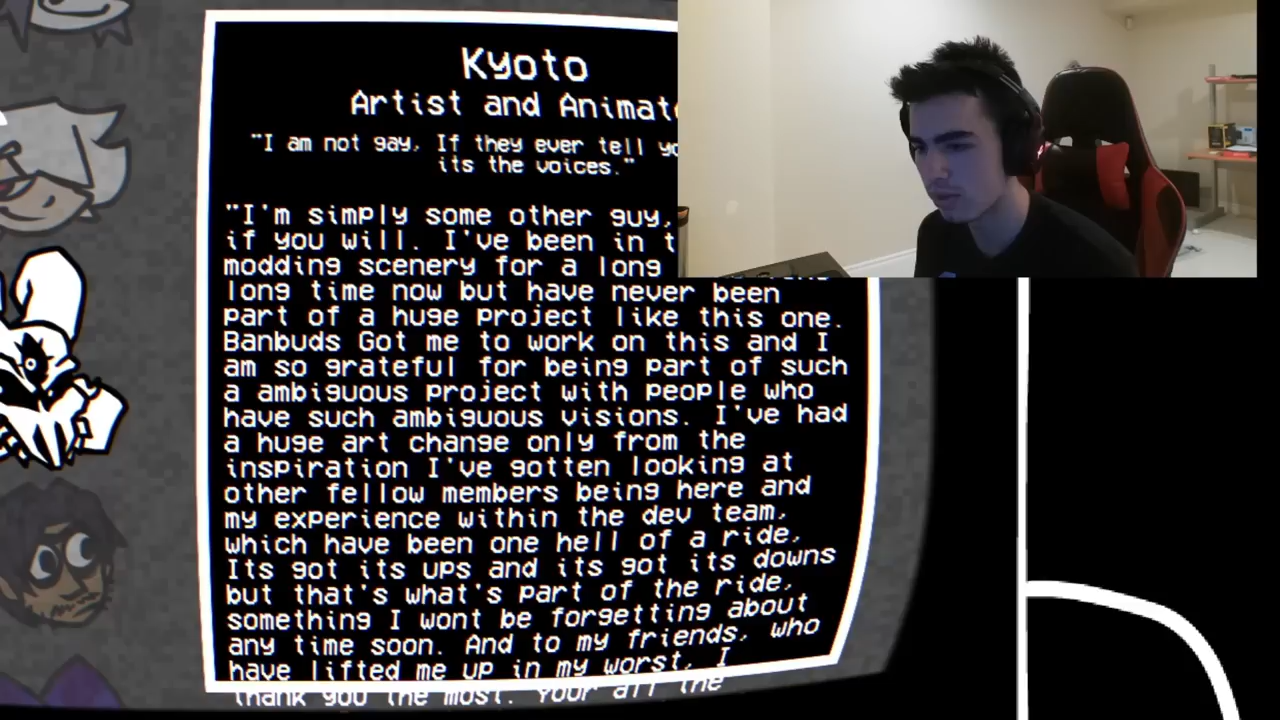 Kyoto
Artist and Animat
"I am not gay, If they ever tell yo
its the voices."
"I'm simply some other guy,
if you will. I've been in t
modding scenery for a long
long time now but have never been
part of a huge project like this one.
Banbuds Got me to work on this and I
am so grateful for being part of such
a ambiguous project with people who
have such ambiguous visions. I've had
a huge art change only from the
inspiration I've gotten looking at
other fellow members being here and
my experience within the dev team,
which have been one hell of a ride,
Its got its ups and its got its downs
but that's what's part of the ride,
something I wont be forgetting about
any time soon. And to my friends, who
have lifted me up in my worst, I
thank you the most. Your all the